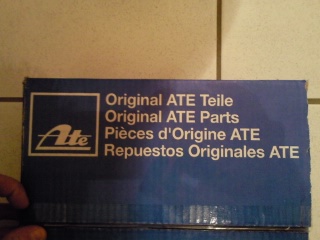 Ate
Original ATE Teile
Original ATE Parts
Pièces d'Origine ATE
Repuestos Originales ATE